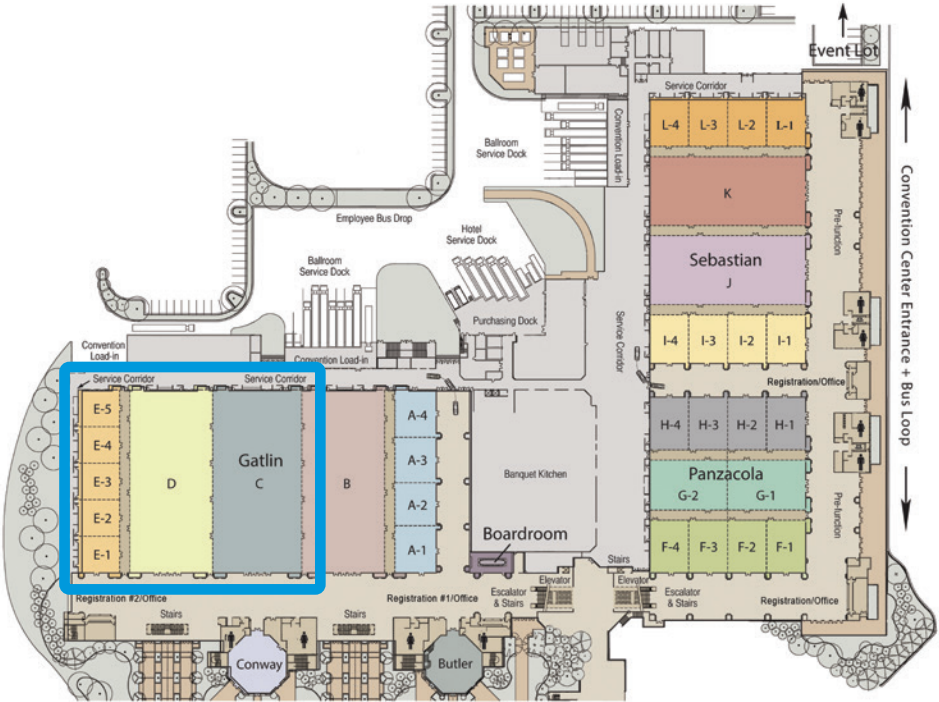 Event Lot
Service Corridor
L-4
L-3
L-2
L-1
Convention Load-in
Ballroom
Service Dock
K
Employee Bus Drop
Pre-function
Convention Center Entrance + Bus Loop
Hotel
Service Dock
Sebastian
J
Ballroom
Service Dock
Purchasing Dock
Service Corridor
I-4
I-3
I-2
I-1
Convention
Load-in
Convention Load-in
Service Corridor
Service Corridor
Registration/Office
E-5
E-4
E-3
E-2
E-1
D
Gatlin
C
B
A-4
A-3
A-2
A-1
Banquet Kitchen
H-4
H-3
H-2
H-1
Panzacola
G-2
G-1
Pre-function
Boardroom
F-4
F-3
F-2
F-1
Stairs
Elevator
Elevator
Registration #2/Office
Registration #1/Office
Escalator
& Stairs
Escalator
& Stairs
Registration/Office
Stairs
Stairs
Conway
Butler